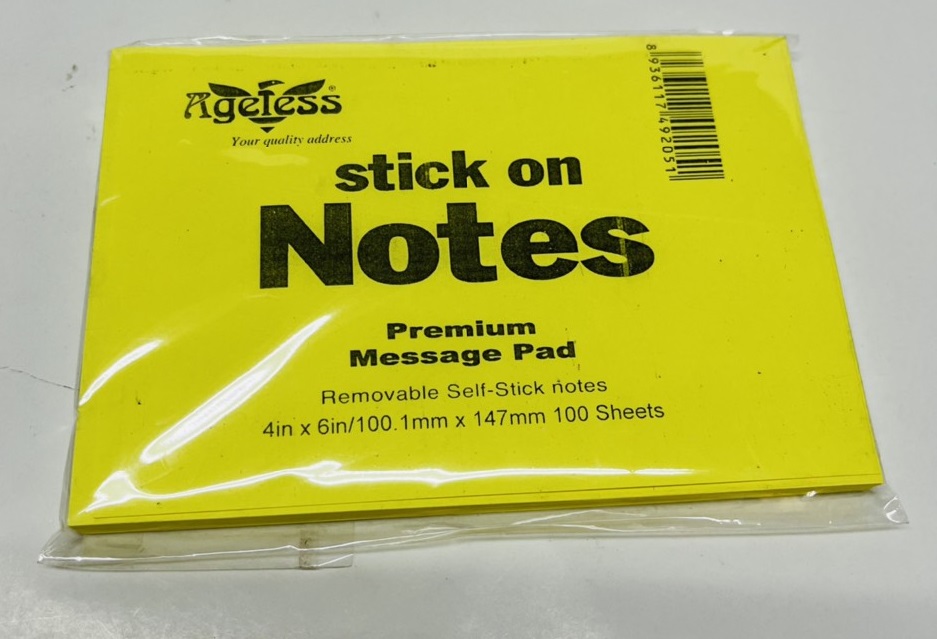 Ageless®
Your quality address
stick on
Notes
Premium
Message Pad
Removable Self-Stick notes
4in x 6in/100.1mm x 147mm 100 Sheets
8936117492051